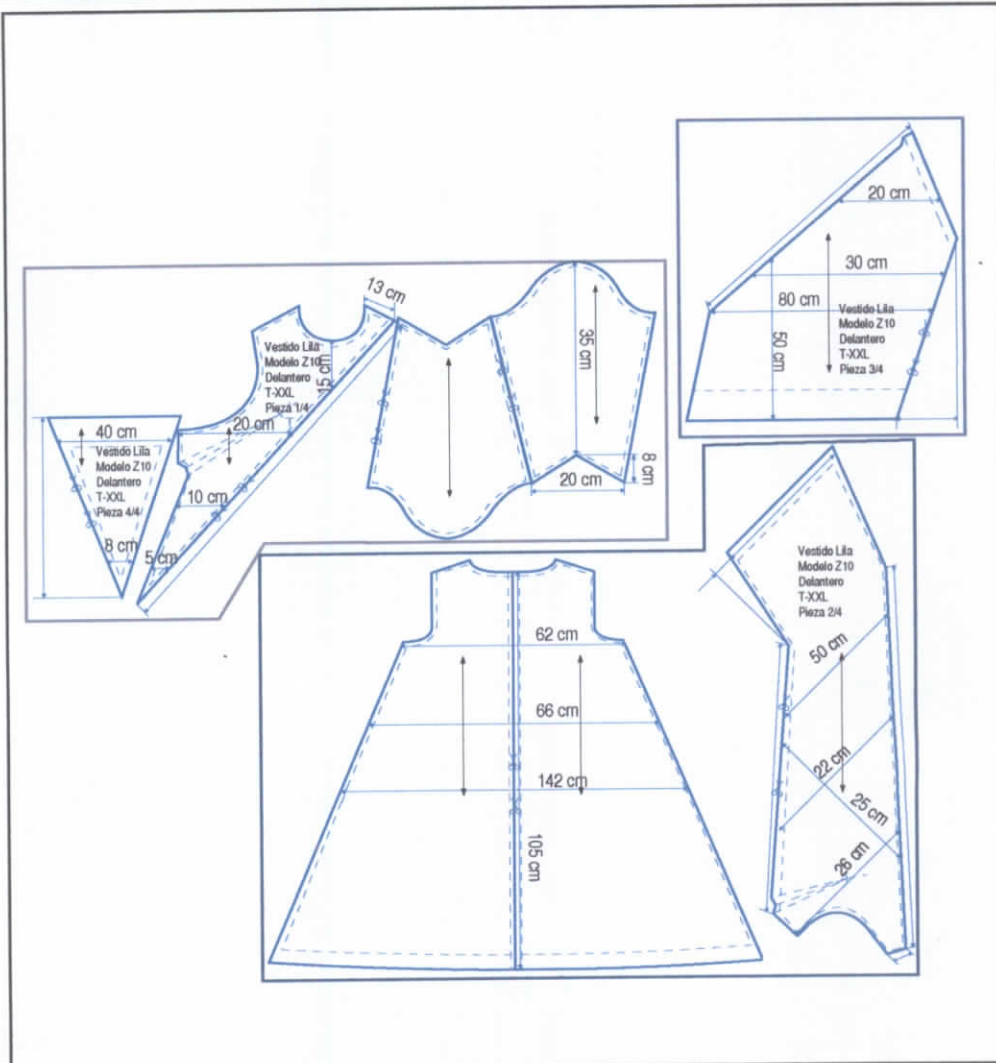 20 cm
30 cm
80 cm
50 cm
Vestido Lila
Modelo Z10
Delantero
T-XXL
Pieza 3/4
13 cm
Vestido Lila
Modelo Z10
Delantero
T-XXL
Pieza 1/4
15 cm
20 cm
10 cm
5 cm
40 cm
Vestido Lila
Modelo Z10
Delantero
T-XXL
Pieza 4/4
8 cm
35 cm
8 cm
20 cm
62 cm
66 cm
142 cm
105 cm
Vestido Lila
Modelo Z10
Delantero
T-XXL
Pieza 2/4
50 cm
22 cm
25 cm
26 cm